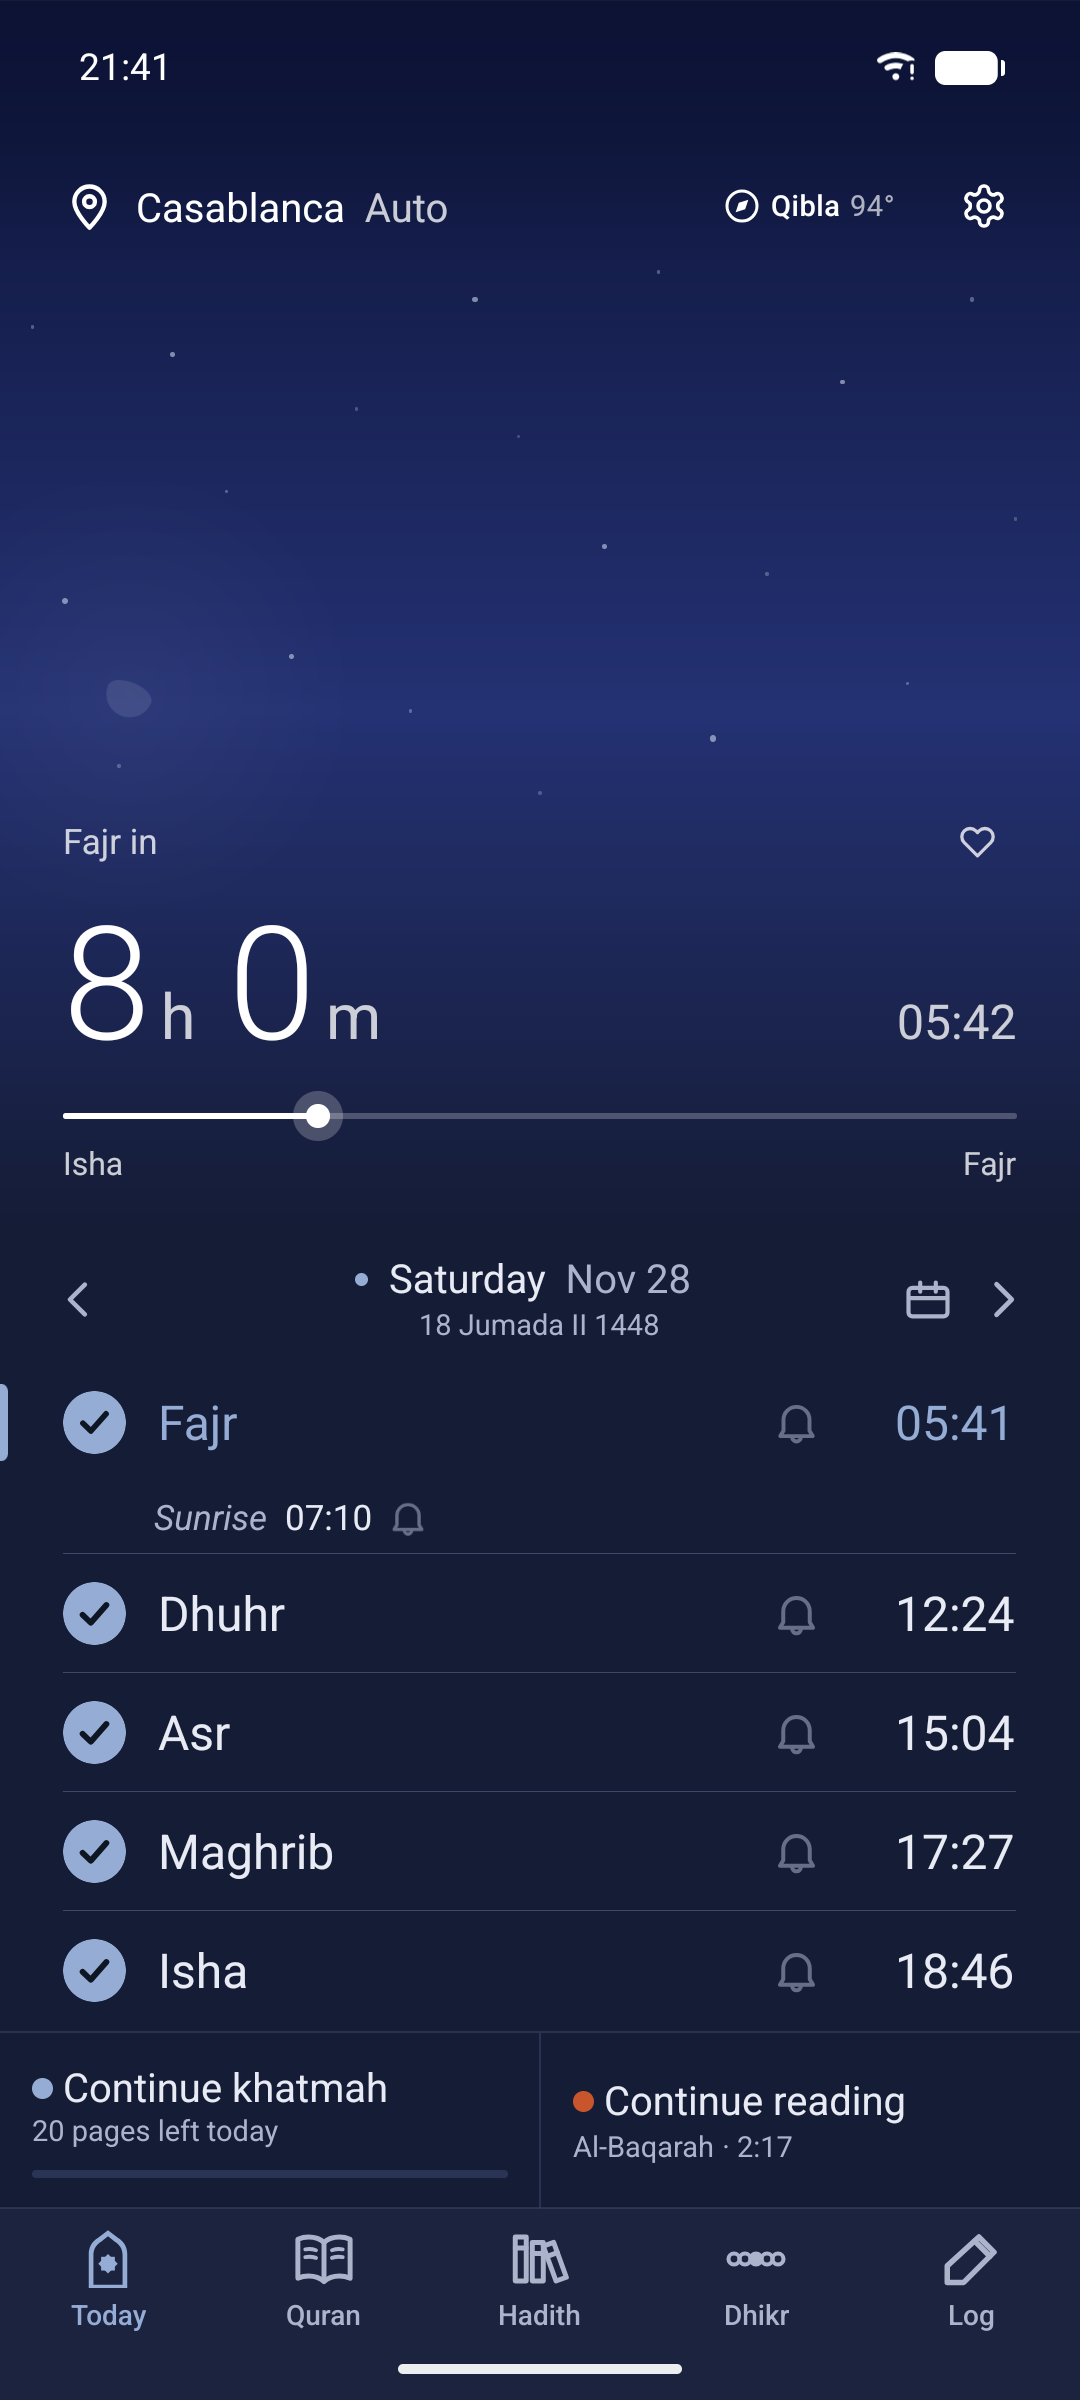 21:41
Casablanca Auto
Qibla 94°
Fajr in
8 h 0 m
05:42
Isha
Fajr
Saturday Nov 28
18 Jumada II 1448
Fajr 05:41
Sunrise 07:10
Dhuhr 12:24
Asr 15:04
Maghrib 17:27
Isha 18:46
Continue khatmah
20 pages left today
Continue reading
Al-Baqarah · 2:17
Today
Quran
Hadith
Dhikr
Log